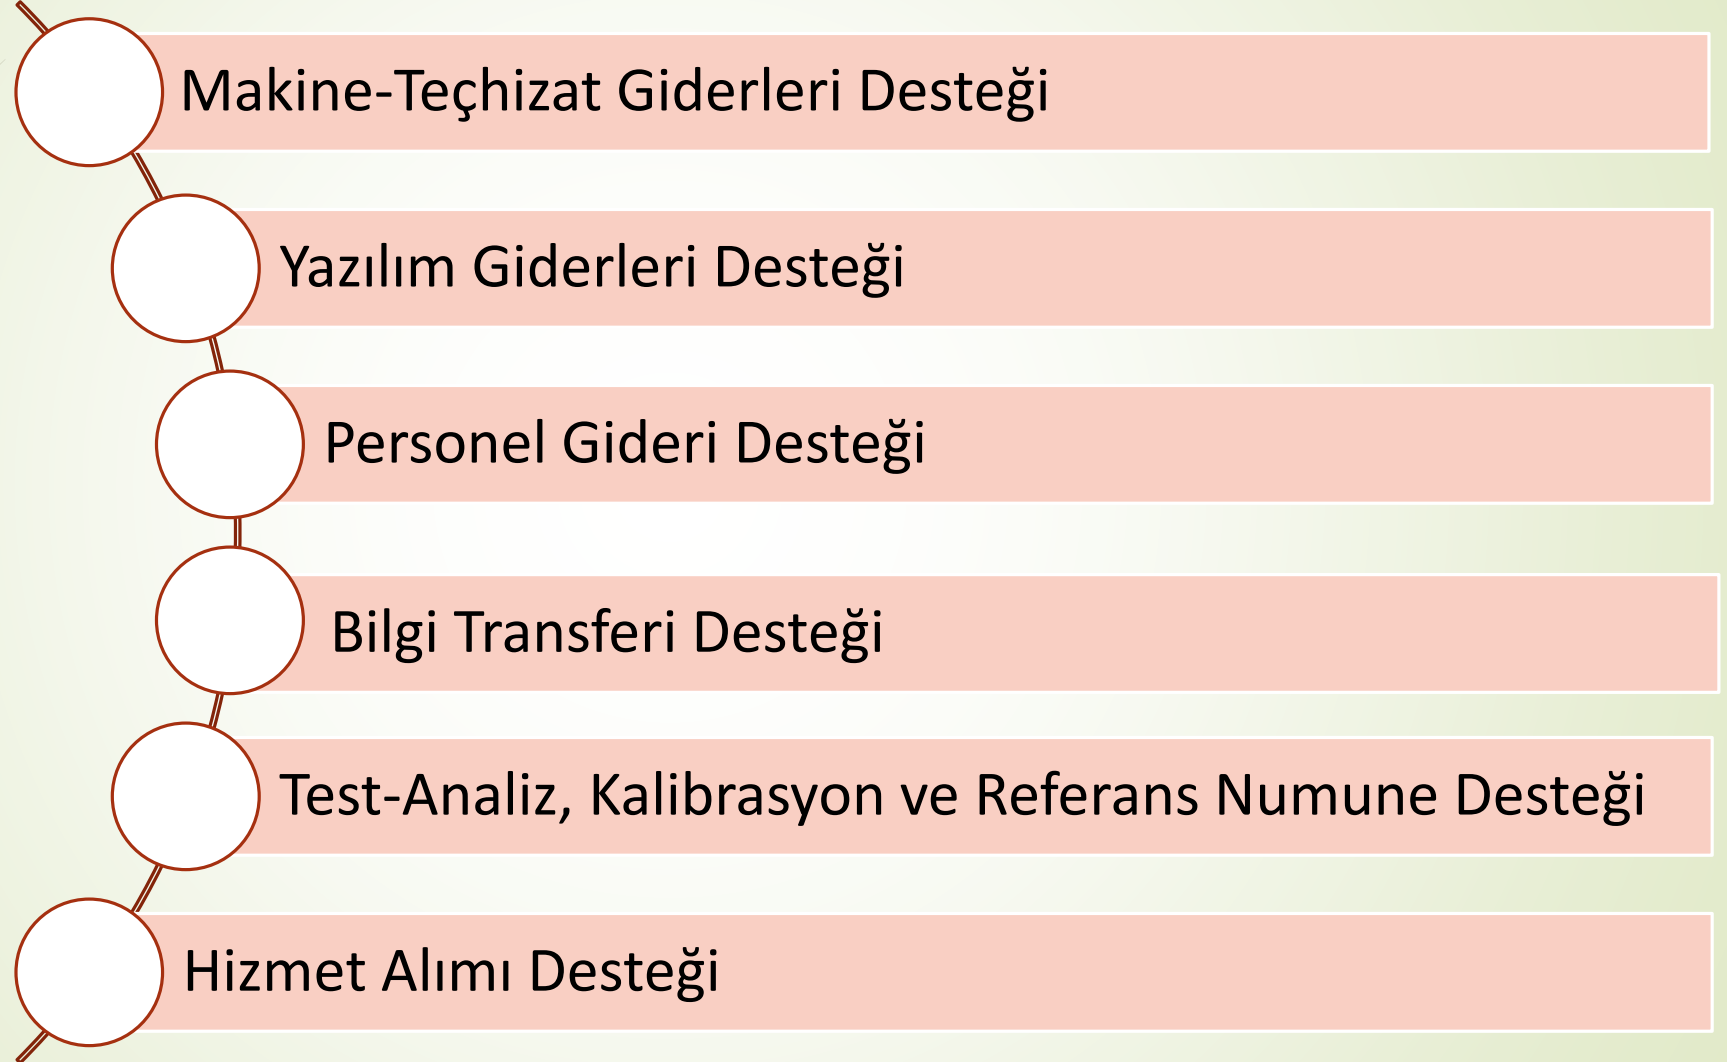 Makine-Teçhizat Giderleri Desteği
Yazılım Giderleri Desteği
Personel Gideri Desteği
Bilgi Transferi Desteği
Test-Analiz, Kalibrasyon ve Referans Numune Desteği
Hizmet Alımı Desteği